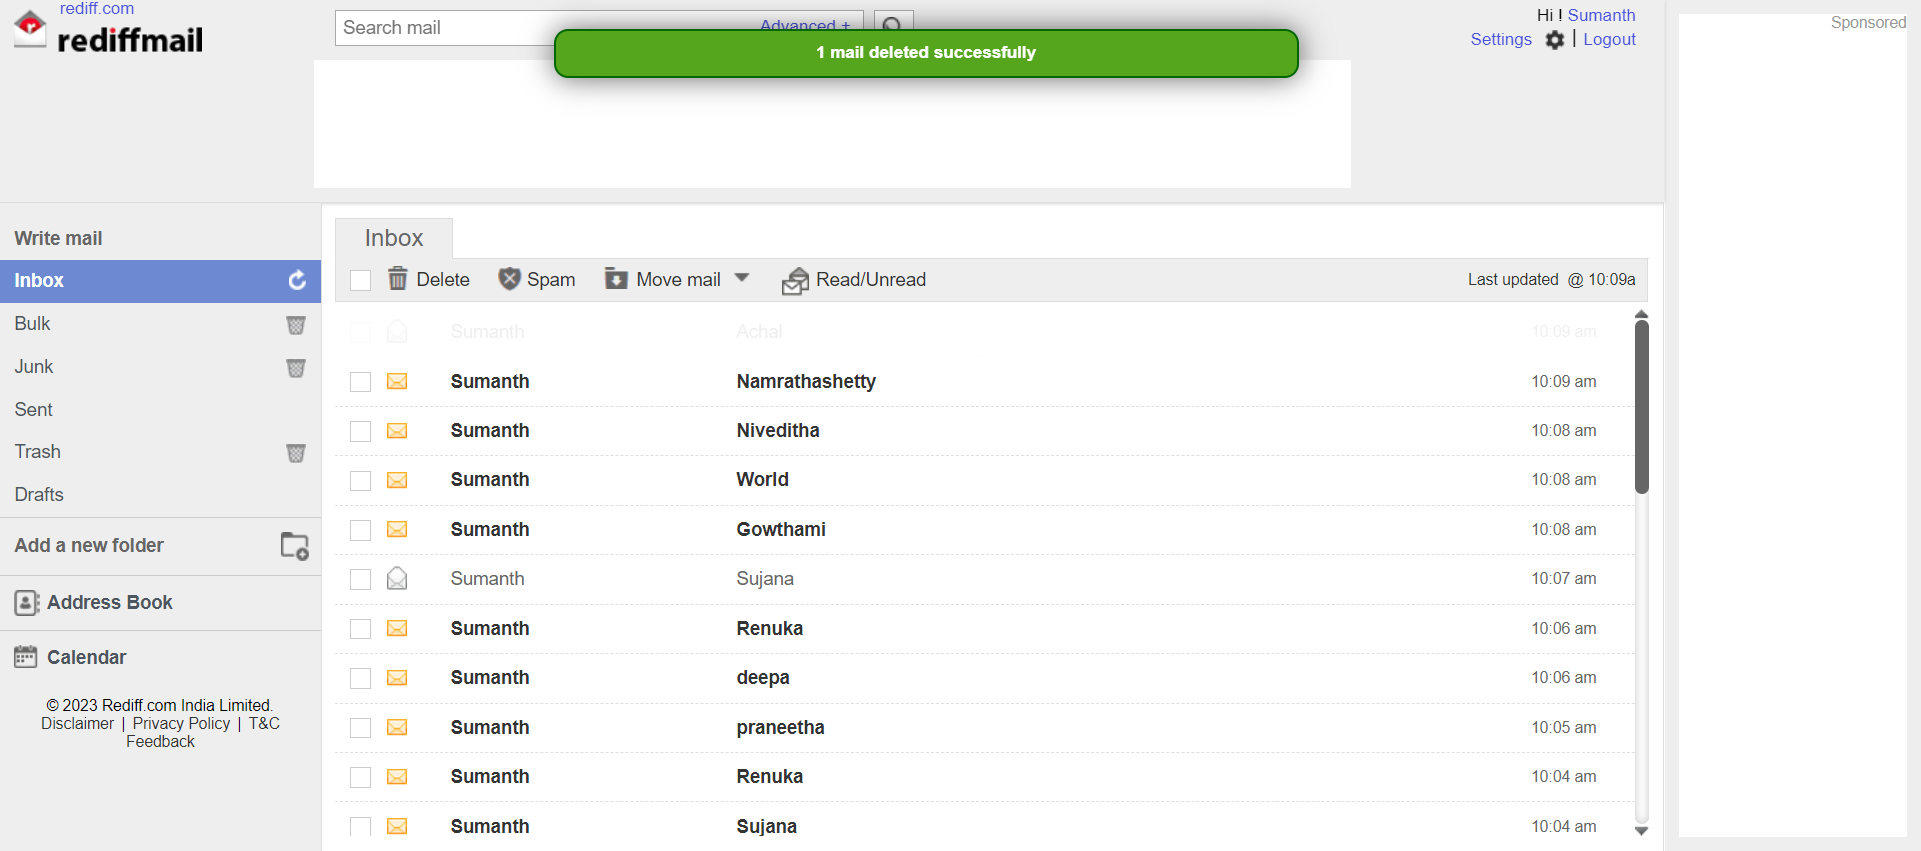 rediff.com
rediffmail
Search mail
Advanced +
1 mail deleted successfully
Hi ! Sumanth
Settings | Logout
Sponsored
Write mail
Inbox
Bulk
Junk
Sent
Trash
Drafts
Add a new folder
Address Book
Calendar
© 2023 Rediff.com India Limited.
Disclaimer | Privacy Policy | T&C
Feedback
Inbox
Delete Spam Move mail Read/Unread Last updated @ 10:09a
Sumanth Achal 10:09 am
Sumanth Namrathashetty 10:09 am
Sumanth Niveditha 10:08 am
Sumanth World 10:08 am
Sumanth Gowthami 10:08 am
Sumanth Sujana 10:07 am
Sumanth Renuka 10:06 am
Sumanth deepa 10:06 am
Sumanth praneetha 10:05 am
Sumanth Renuka 10:04 am
Sumanth Sujana 10:04 am